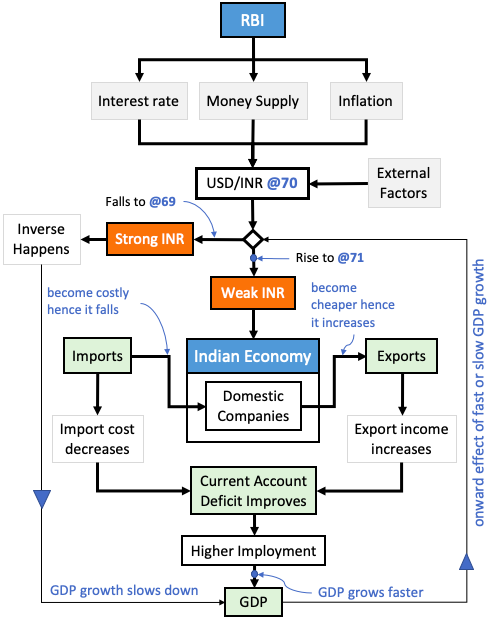 RBI
Interest rate
Money Supply
Inflation
USD/INR @70
External
Factors
Falls to @69
Inverse
Happens
Strong INR
Rise to @71
Weak INR
become costly
hence it falls
become
cheaper hence
it increases
Imports
Indian Economy
Exports
Domestic
Companies
Import cost
decreases
Export income
increases
Current Account
Deficit Improves
Higher Imployment
GDP growth slows down
GDP grows faster
GDP
onward effect of fast or slow GDP growth